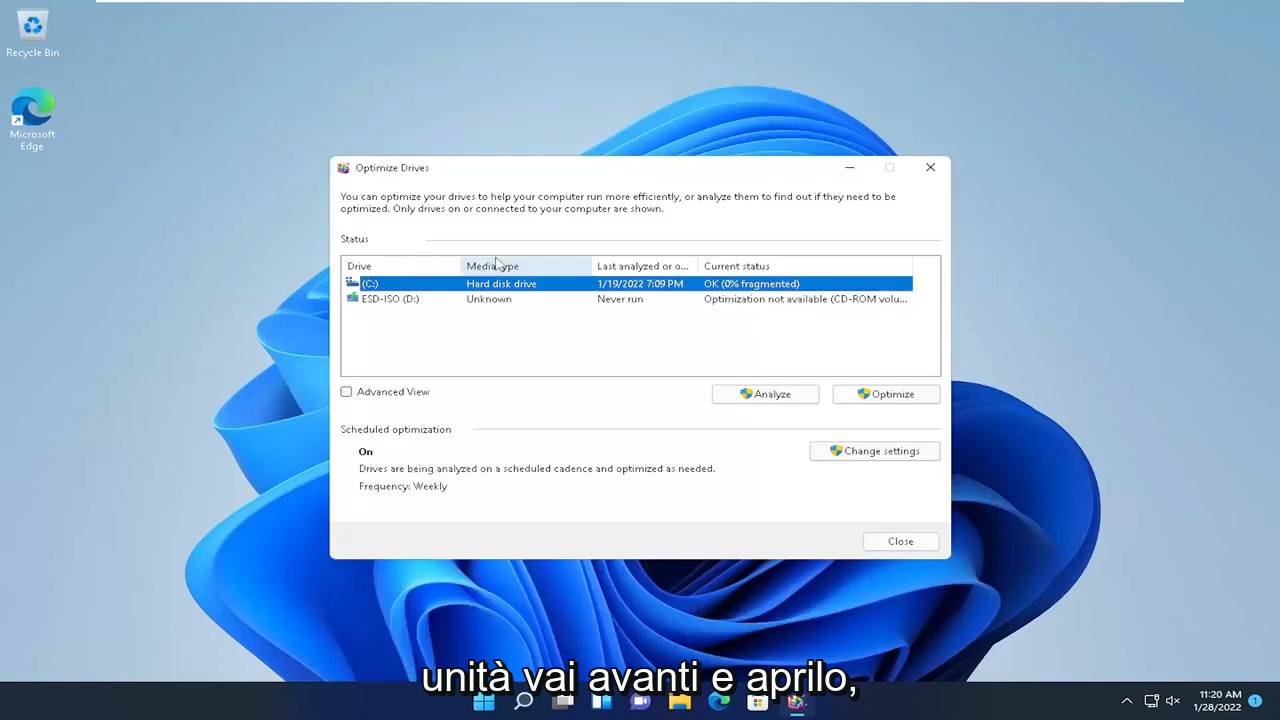 Recycle Bin
Microsoft
Edge
Optimize Drives
You can optimize your drives to help your computer run more efficiently, or analyze them to find out if they need to be
optimized. Only drives on or connected to your computer are shown.
Status
Drive Media type Last analyzed or o... Current status
(C:) Hard disk drive 1/19/2022 7:09 PM OK (0% fragmented)
ESD-ISO (D:) Unknown Never run Optimization not available (CD-ROM volu...
Advanced View Analyze Optimize
Scheduled optimization
On Change settings
Drives are being analyzed on a scheduled cadence and optimized as needed.
Frequency: Weekly
Close
unità vai avanti e aprilo,
11:20 AM
1/28/2022 1